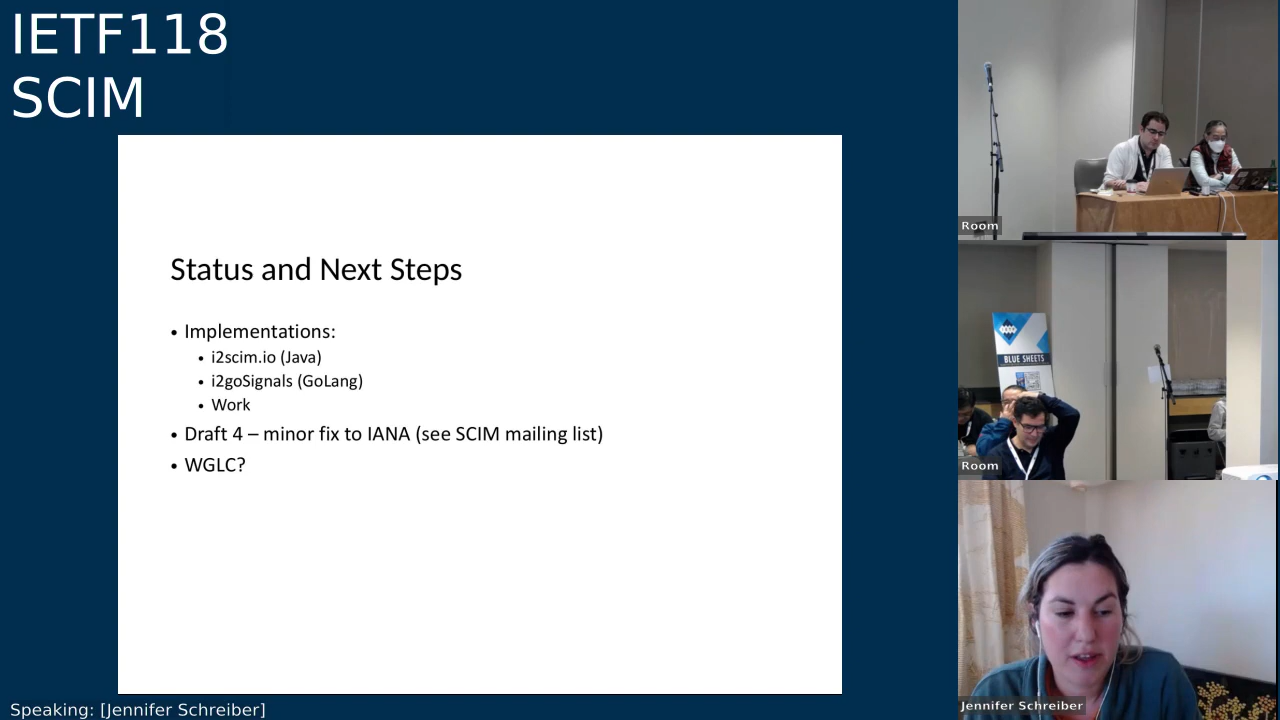 IETF118
SCIM
Status and Next Steps
• Implementations:
• i2scim.io (Java)
• i2goSignals (GoLang)
• Work
• Draft 4 – minor fix to IANA (see SCIM mailing list)
• WGLC?
Speaking: [Jennifer Schreiber]
Room
BLUE SHEETS
Room
Jennifer Schreiber